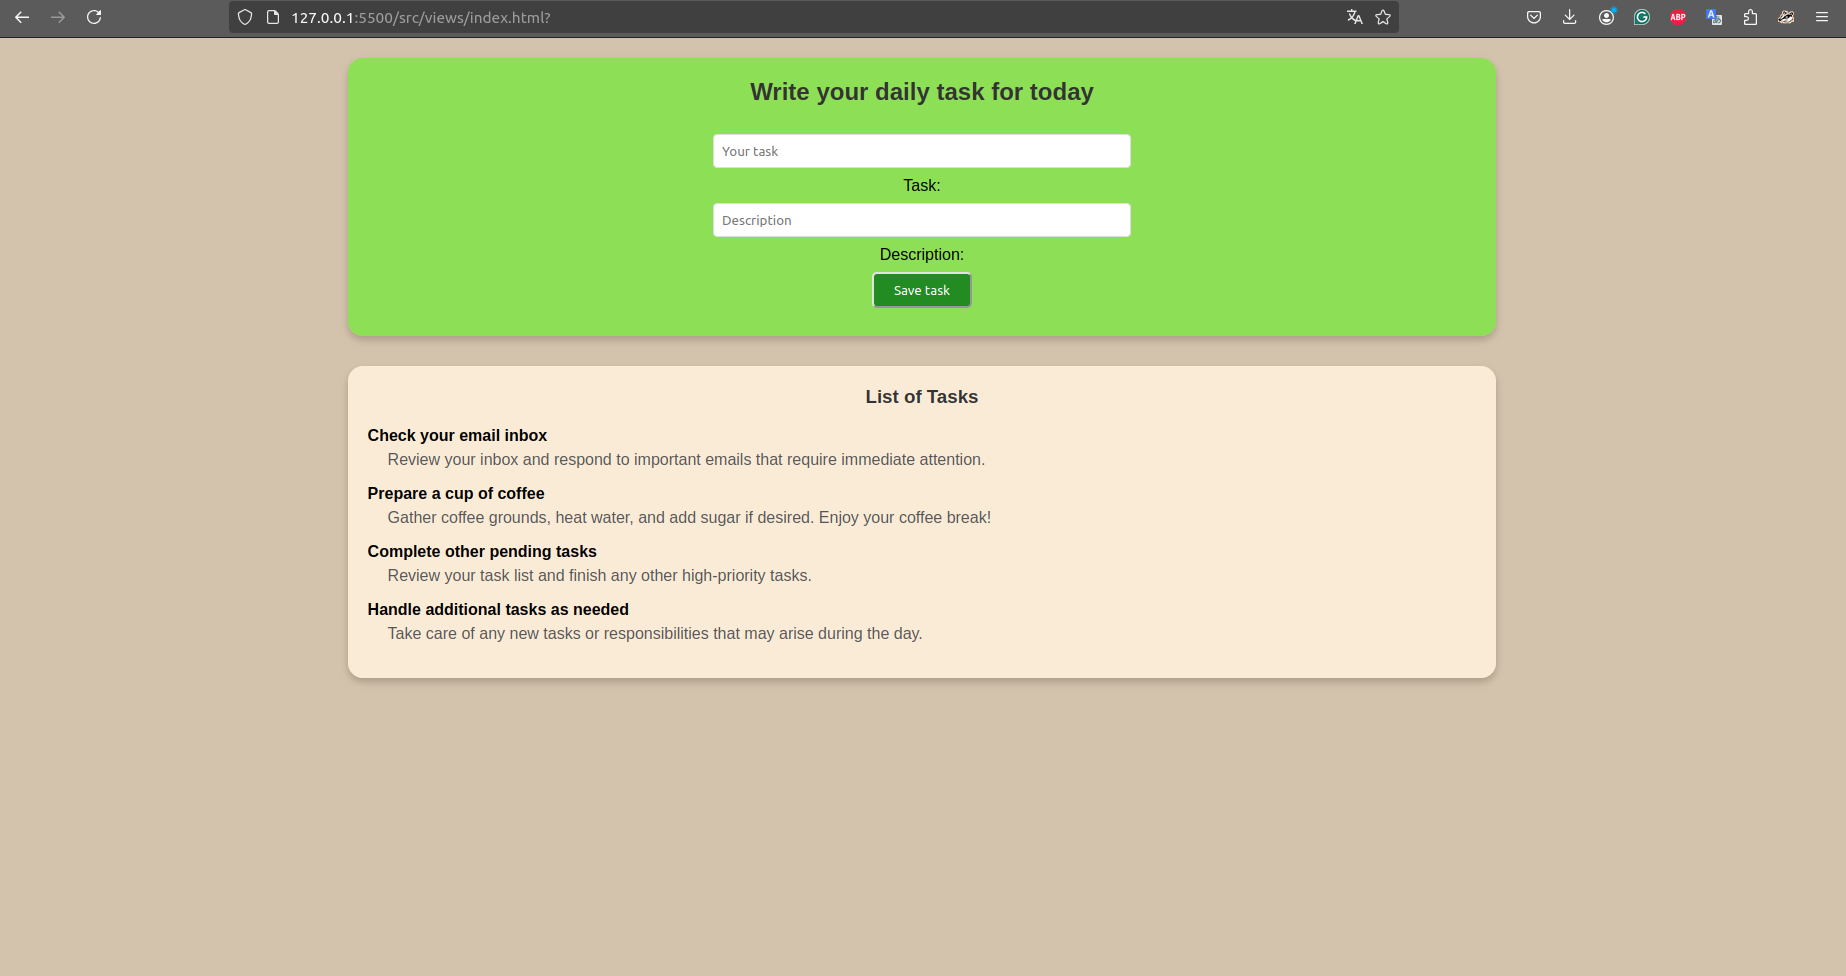 127.0.0.1:5500/src/views/index.html?
ABP
Write your daily task for today
Your task
Task:
Description
Description:
Save task
List of Tasks
Check your email inbox
Review your inbox and respond to important emails that require immediate attention.
Prepare a cup of coffee
Gather coffee grounds, heat water, and add sugar if desired. Enjoy your coffee break!
Complete other pending tasks
Review your task list and finish any other high-priority tasks.
Handle additional tasks as needed
Take care of any new tasks or responsibilities that may arise during the day.